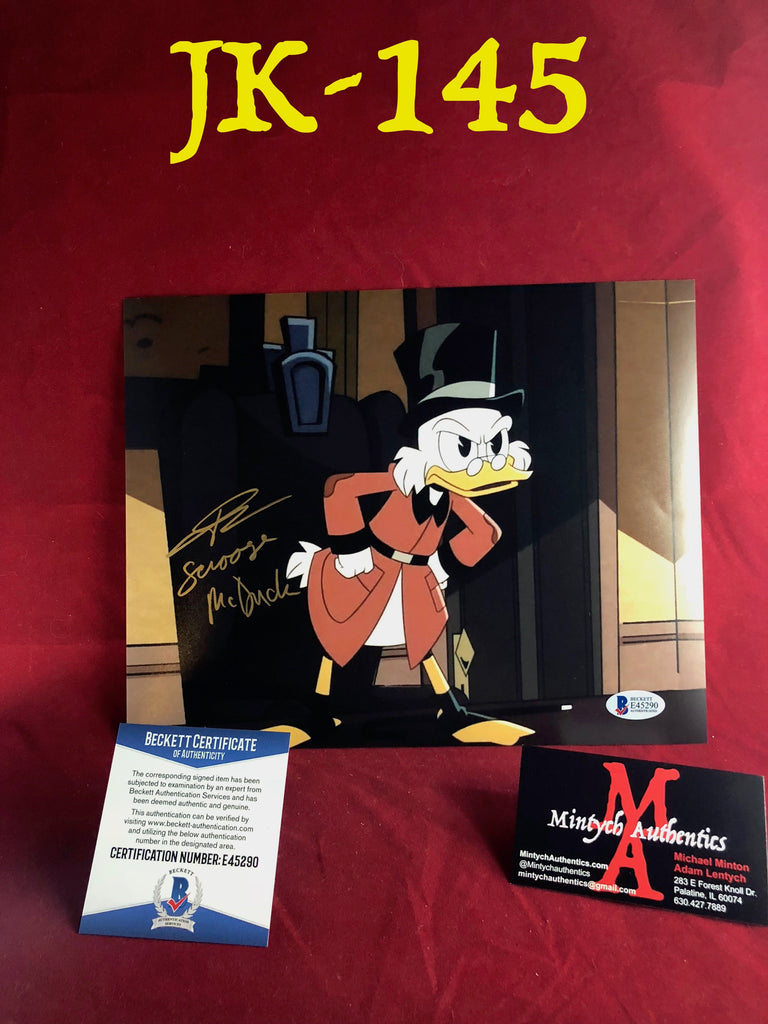 JK-145
Scrooge
McDuck
BECKETT
E45290
AUTHENTICATED
BECKETT CERTIFICATE
OF AUTHENTICITY
The corresponding signed item has been
subjected to examination by an expert from
Beckett Authentication Services and has
been deemed authentic and genuine.
This authentication can be verified by
visiting www.beckett-authentication.com
and utilizing the below authentication
number in the designated area.
CERTIFICATION NUMBER: E45290
BECKETT
B
AUTHENTICATION
SERVICES
MA
Mintych Authentics
MintychAuthentics.com
@Mintychauthentics
mintychauthentics@gmail.com
Michael Minton
Adam Lentych
283 E Forest Knoll Dr.
Palatine, IL 60074
630.427.7889